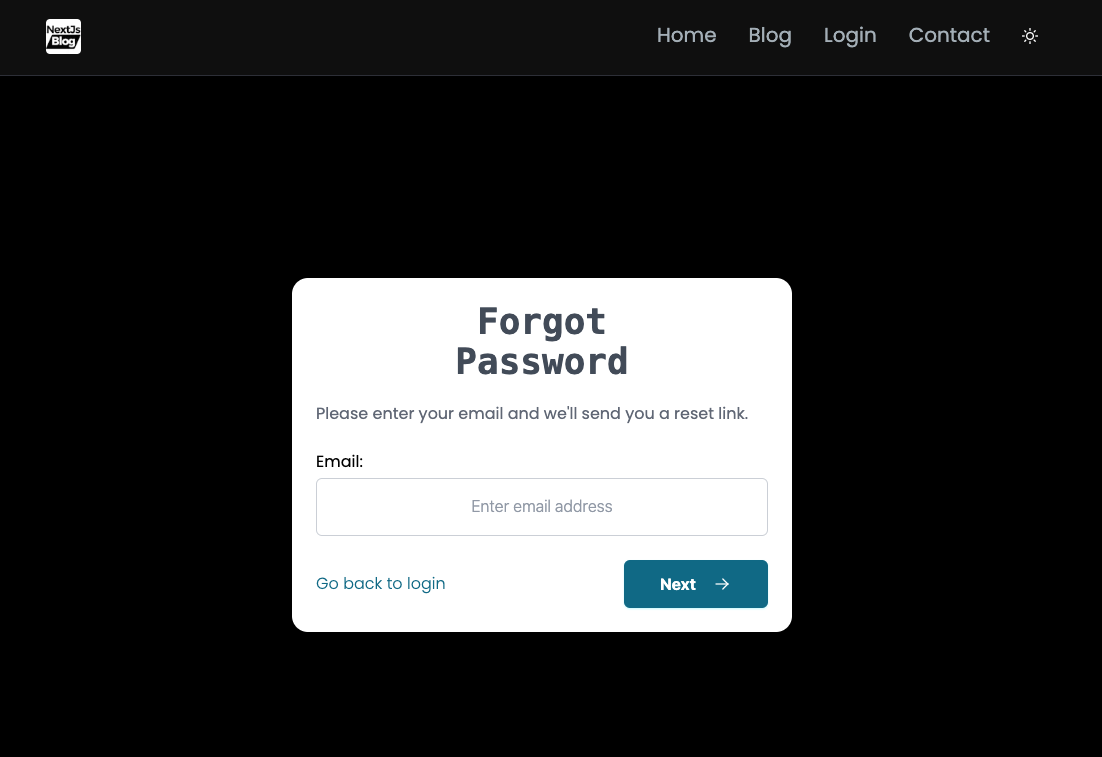 NextJs
Blog
Home
Blog
Login
Contact
Forgot
Password
Please enter your email and we'll send you a reset link.
Email:
Enter email address
Go back to login
Next